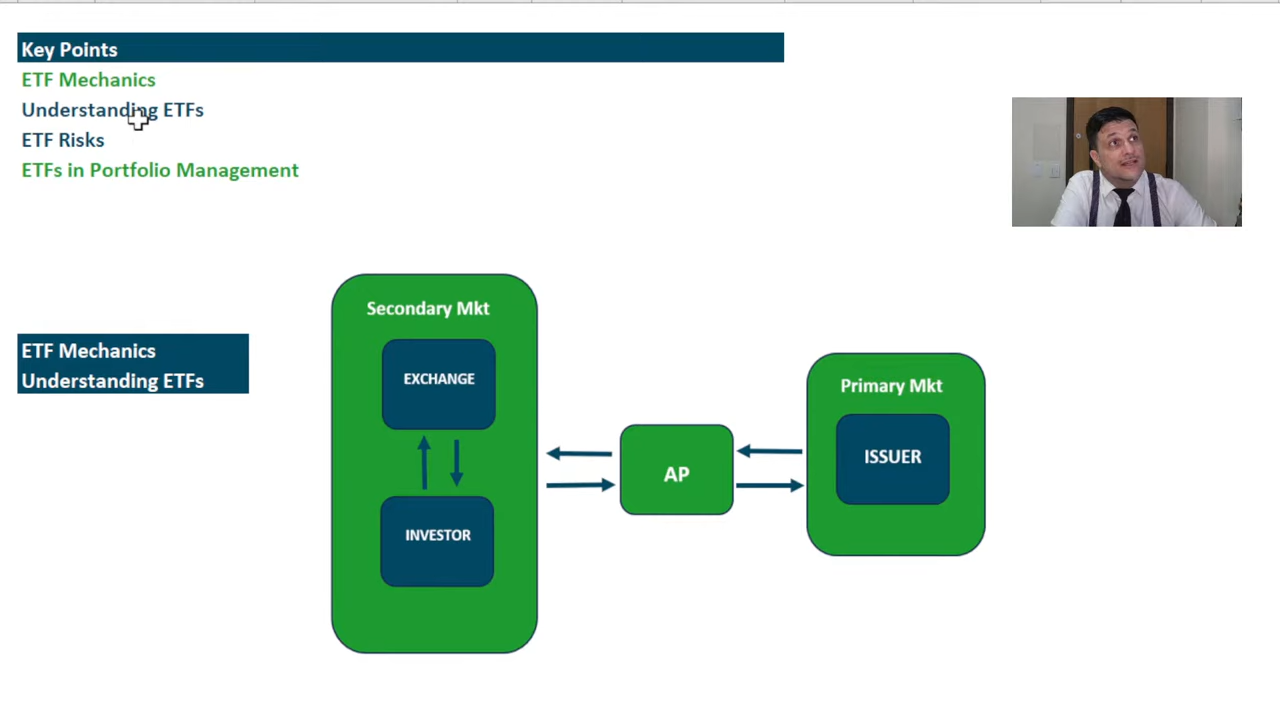 Key Points
ETF Mechanics
Understanding ETFs
ETF Risks
ETFs in Portfolio Management
ETF Mechanics
Understanding ETFs
Secondary Mkt
EXCHANGE
INVESTOR
AP
Primary Mkt
ISSUER